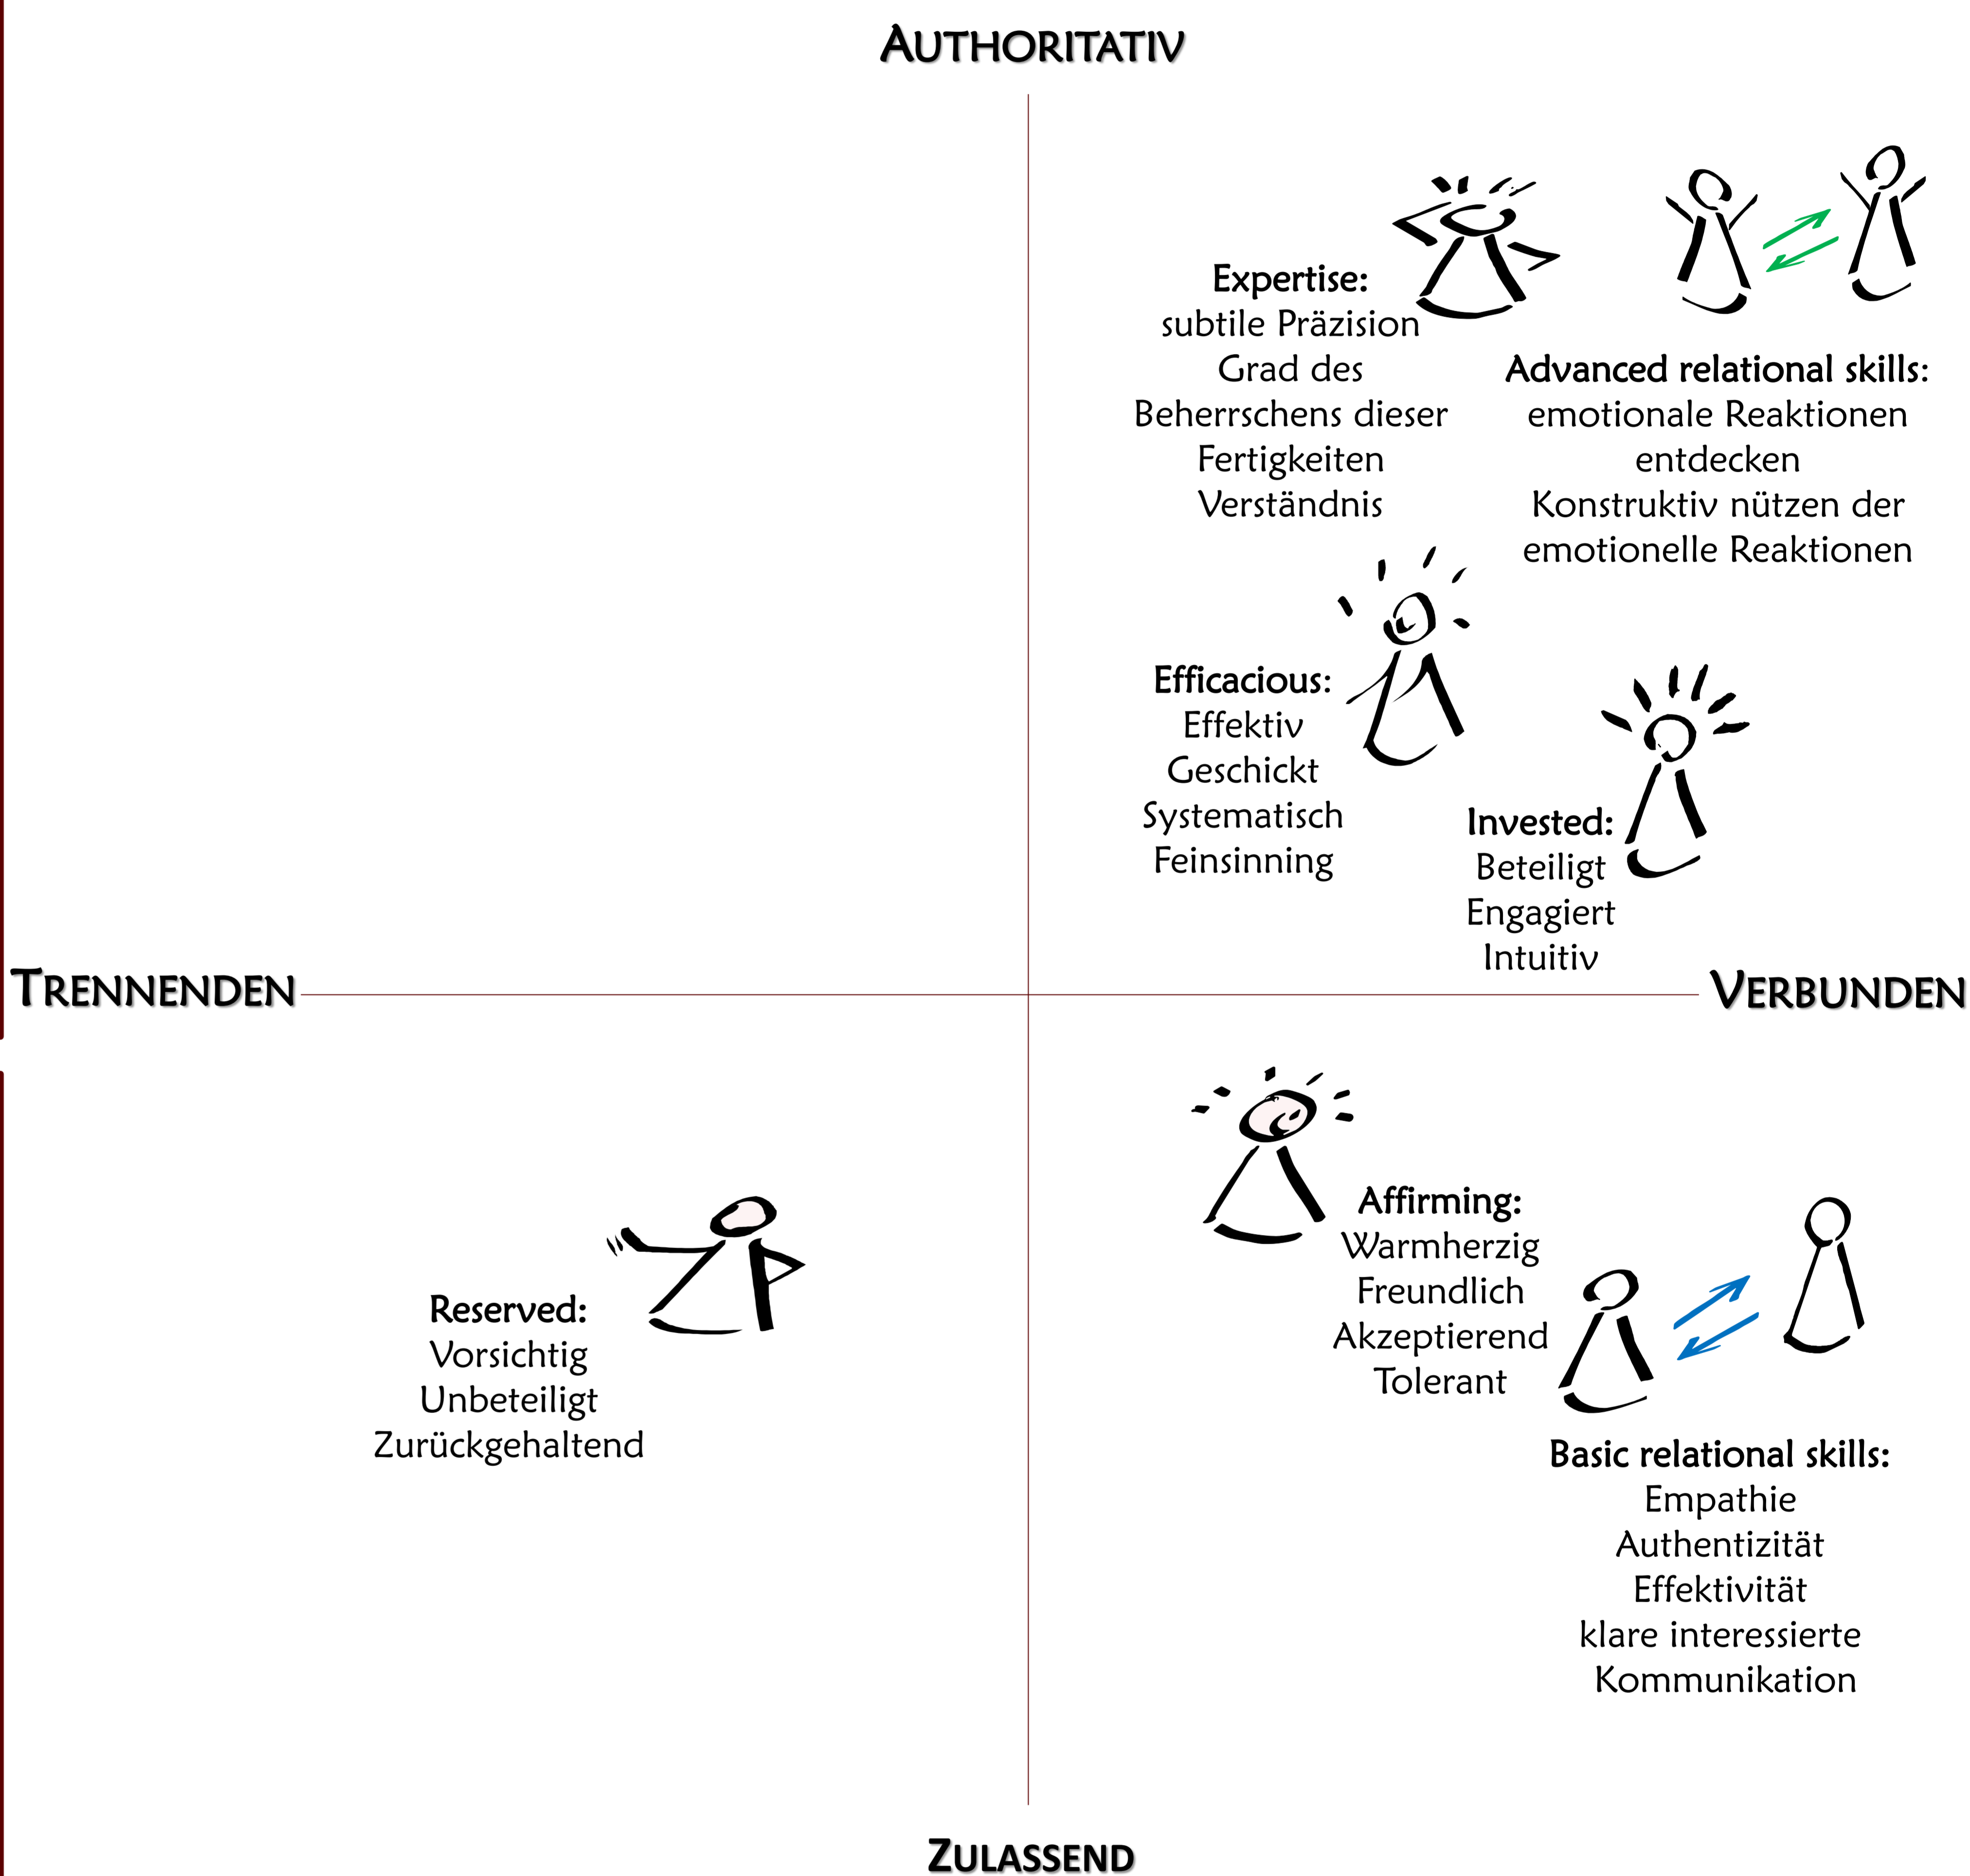 AUTHORITATIV
Expertise:
subtile Präzision
Grad des
Beherrschens dieser
Fertigkeiten
Verständnis
Advanced relational skills:
emotionale Reaktionen
entdecken
Konstruktiv nützen der
emotionelle Reaktionen
Efficacious:
Effektiv
Geschickt
Systematisch
Feinsinning
Invested:
Beteiligt
Engagiert
Intuitiv
TRENNENDEN
VERBUNDEN
Reserved:
Vorsichtig
Unbeteiligt
Zurückgehaltend
Affirming:
Warmherzig
Freundlich
Akzeptierend
Tolerant
Basic relational skills:
Empathie
Authentizität
Effektivität
klare interessierte
Kommunikation
ZULASSEND